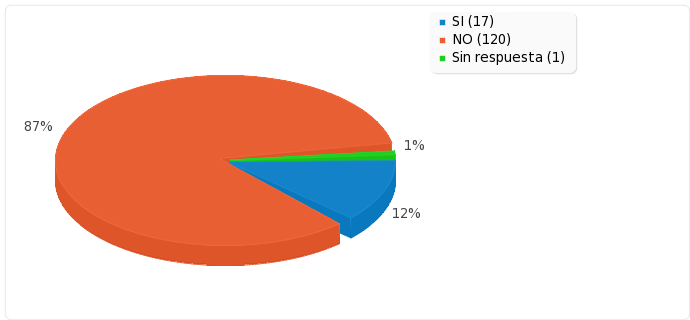 SI (17)
NO (120)
Sin respuesta (1)
87%
1%
12%